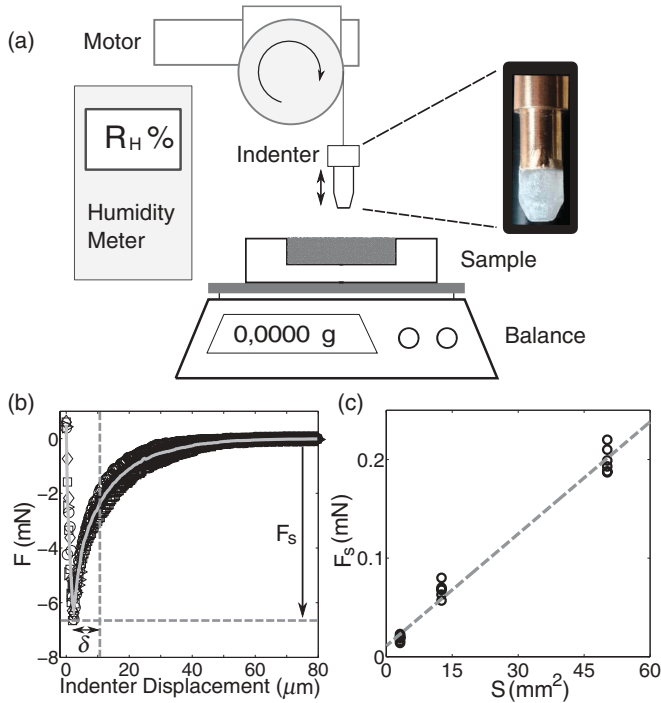 (a)
Motor
R_H %
Indenter
Humidity
Meter
Sample
0,0000 g
Balance
(b)
(c)
0
−2
−4
−6
−8
F (mN)
F_s
δ
0 20 40 60 80
Indenter Displacement (μm)
0.2
0.1
0
F_s (mN)
0 15 30 45 60
S (mm²)